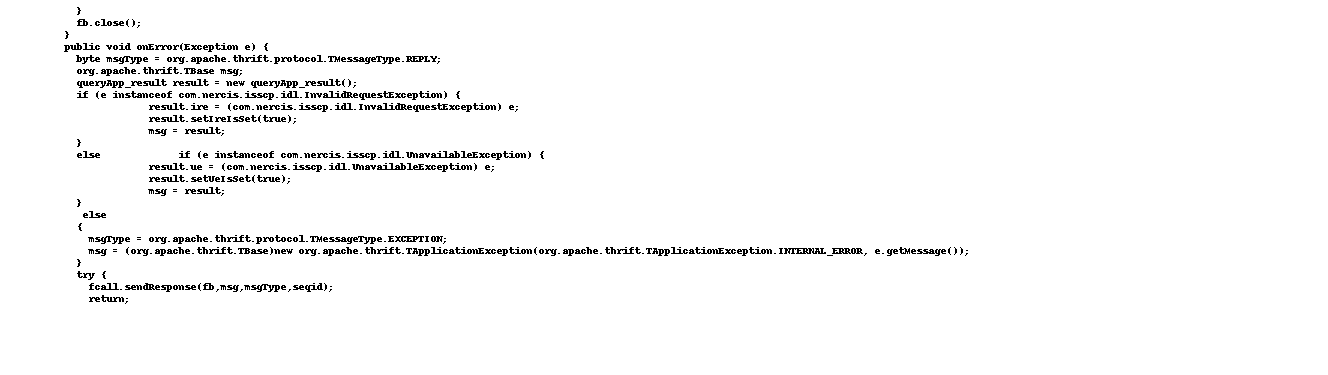 }
fb.close();
}
public void onError(Exception e) {
byte msgType = org.apache.thrift.protocol.TMessageType.REPLY;
org.apache.thrift.TBase msg;
queryApp_result result = new queryApp_result();
if (e instanceof com.nercis.isscp.idl.InvalidRequestException) {
result.ire = (com.nercis.isscp.idl.InvalidRequestException) e;
result.setIreIsSet(true);
msg = result;
}
else if (e instanceof com.nercis.isscp.idl.UnavailableException) {
result.ue = (com.nercis.isscp.idl.UnavailableException) e;
result.setUeIsSet(true);
msg = result;
}
else
{
msgType = org.apache.thrift.protocol.TMessageType.EXCEPTION;
msg = (org.apache.thrift.TBase)new org.apache.thrift.TApplicationException(org.apache.thrift.TApplicationException.INTERNAL_ERROR, e.getMessage());
}
try {
fcall.sendResponse(fb,msg,msgType,seqid);
return;